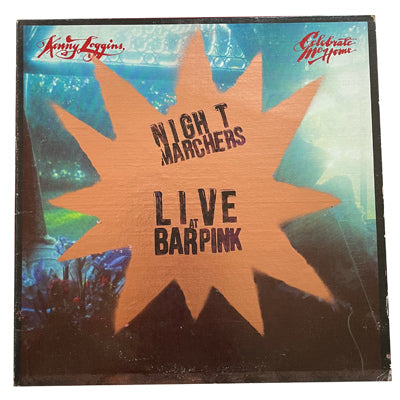 Kenny Loggins,
Celebrate
Me Home
NIGHT
MARCHERS
LIVE
AT
BAR PINK